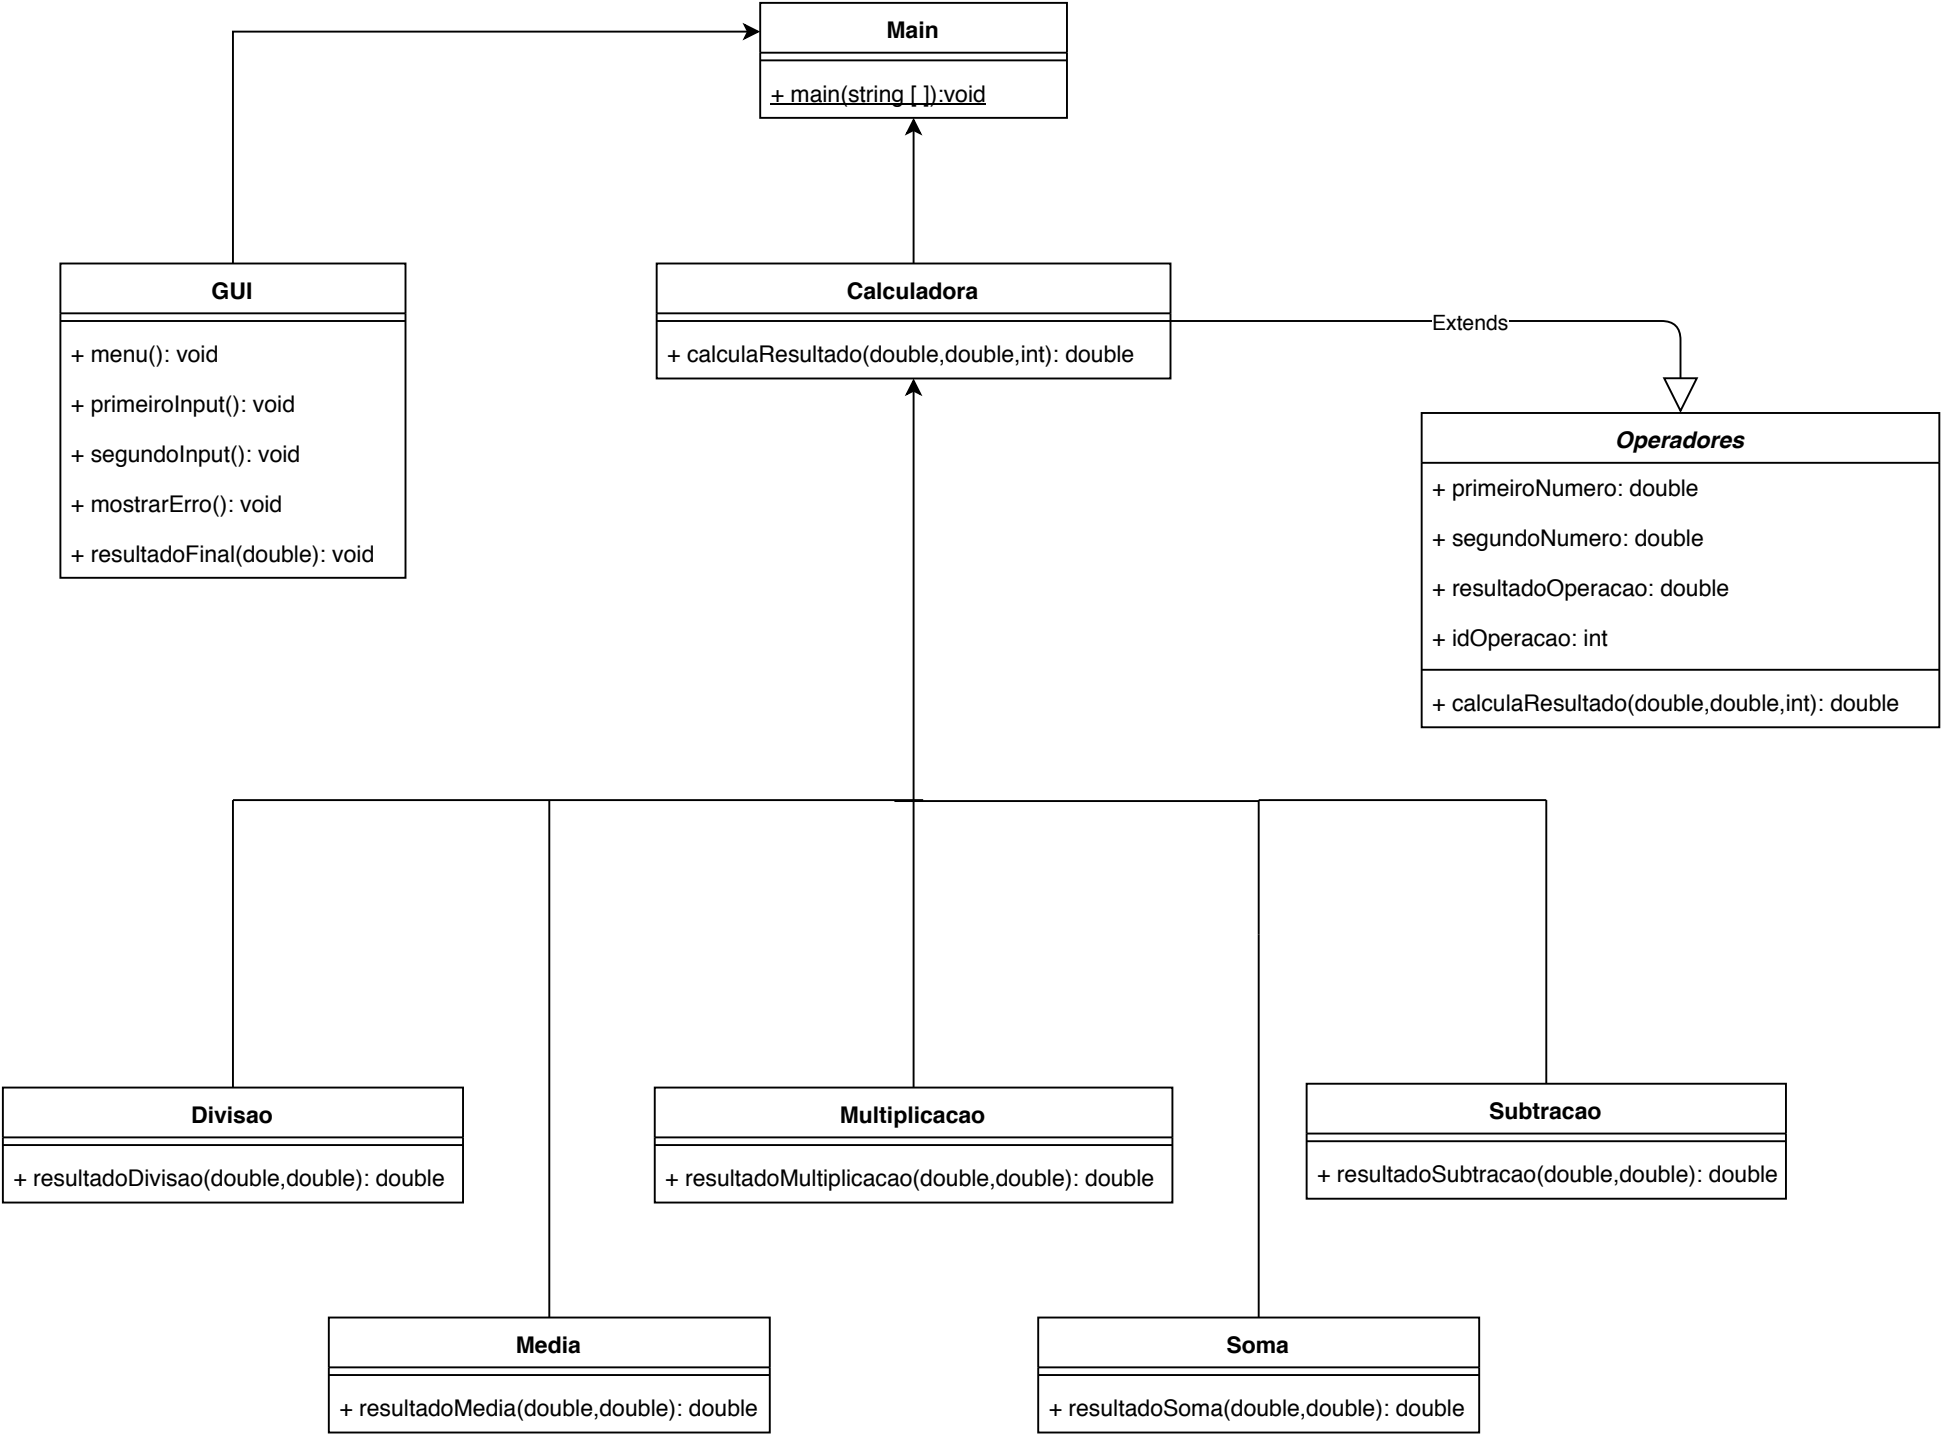 Main
+ main(string [ ]):void
GUI
+ menu(): void
+ primeiroInput(): void
+ segundoInput(): void
+ mostrarErro(): void
+ resultadoFinal(double): void
Calculadora
+ calculaResultado(double,double,int): double
Extends
Operadores
+ primeiroNumero: double
+ segundoNumero: double
+ resultadoOperacao: double
+ idOperacao: int
+ calculaResultado(double,double,int): double
Divisao
+ resultadoDivisao(double,double): double
Multiplicacao
+ resultadoMultiplicacao(double,double): double
Subtracao
+ resultadoSubtracao(double,double): double
Media
+ resultadoMedia(double,double): double
Soma
+ resultadoSoma(double,double): double